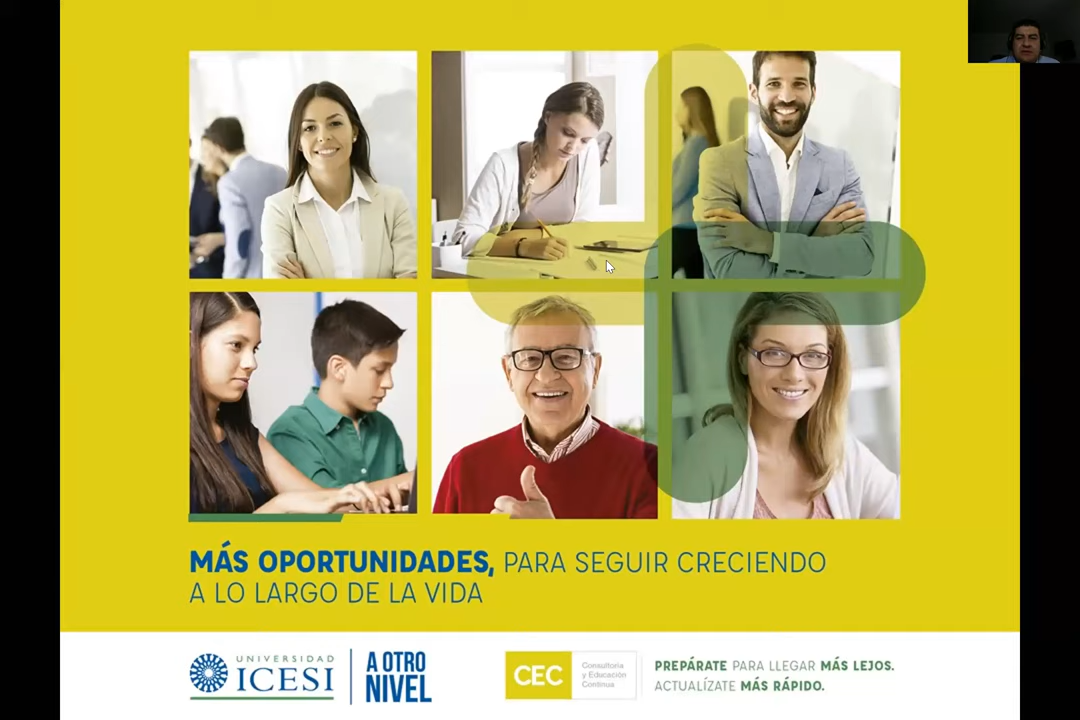 MÁS OPORTUNIDADES, PARA SEGUIR CRECIENDO
A LO LARGO DE LA VIDA
UNIVERSIDAD
ICESI
A OTRO
NIVEL
CEC
Consultoría
y Educación
Continua
PREPÁRATE PARA LLEGAR MÁS LEJOS.
ACTUALÍZATE MÁS RÁPIDO.